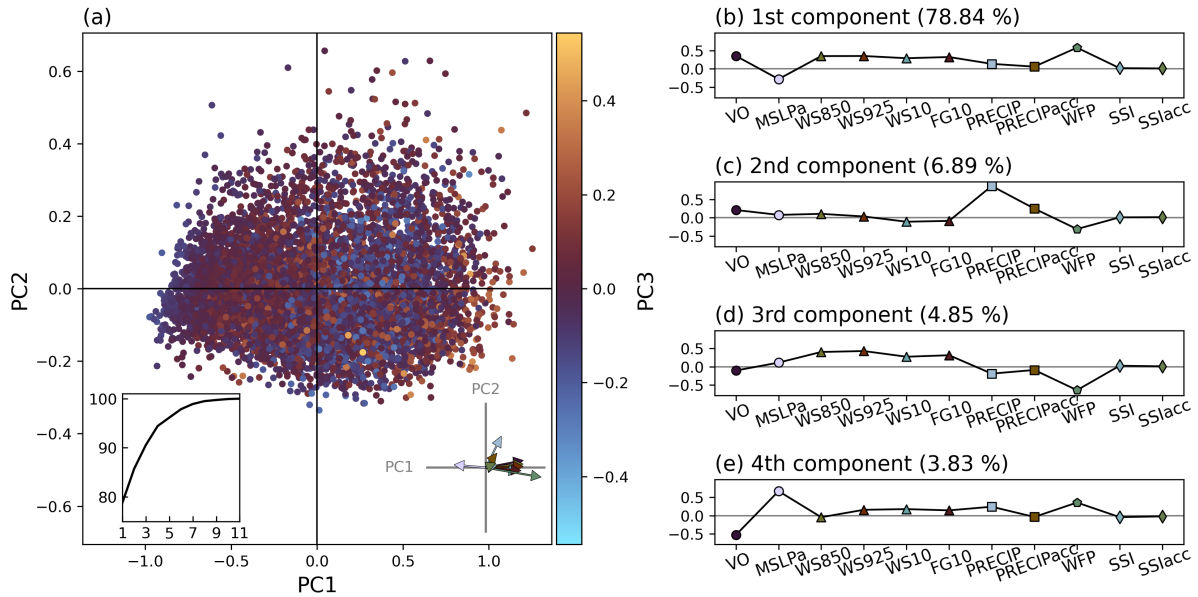 (a)
PC2
0.6
0.4
0.2
0.0
−0.2
−0.4
−0.6
−1.0 −0.5 0.0 0.5 1.0
PC1
100
90
80
1 3 5 7 9 11
PC2
PC1
0.4
0.2
0.0
−0.2
−0.4
PC3
(b) 1st component (78.84 %)
0.5
0.0
−0.5
VO MSLPa WS850 WS925 WS10 FG10 PRECIP PRECIPacc WFP SSI SSIacc
(c) 2nd component (6.89 %)
0.5
0.0
−0.5
VO MSLPa WS850 WS925 WS10 FG10 PRECIP PRECIPacc WFP SSI SSIacc
(d) 3rd component (4.85 %)
0.5
0.0
−0.5
VO MSLPa WS850 WS925 WS10 FG10 PRECIP PRECIPacc WFP SSI SSIacc
(e) 4th component (3.83 %)
0.5
0.0
−0.5
VO MSLPa WS850 WS925 WS10 FG10 PRECIP PRECIPacc WFP SSI SSIacc